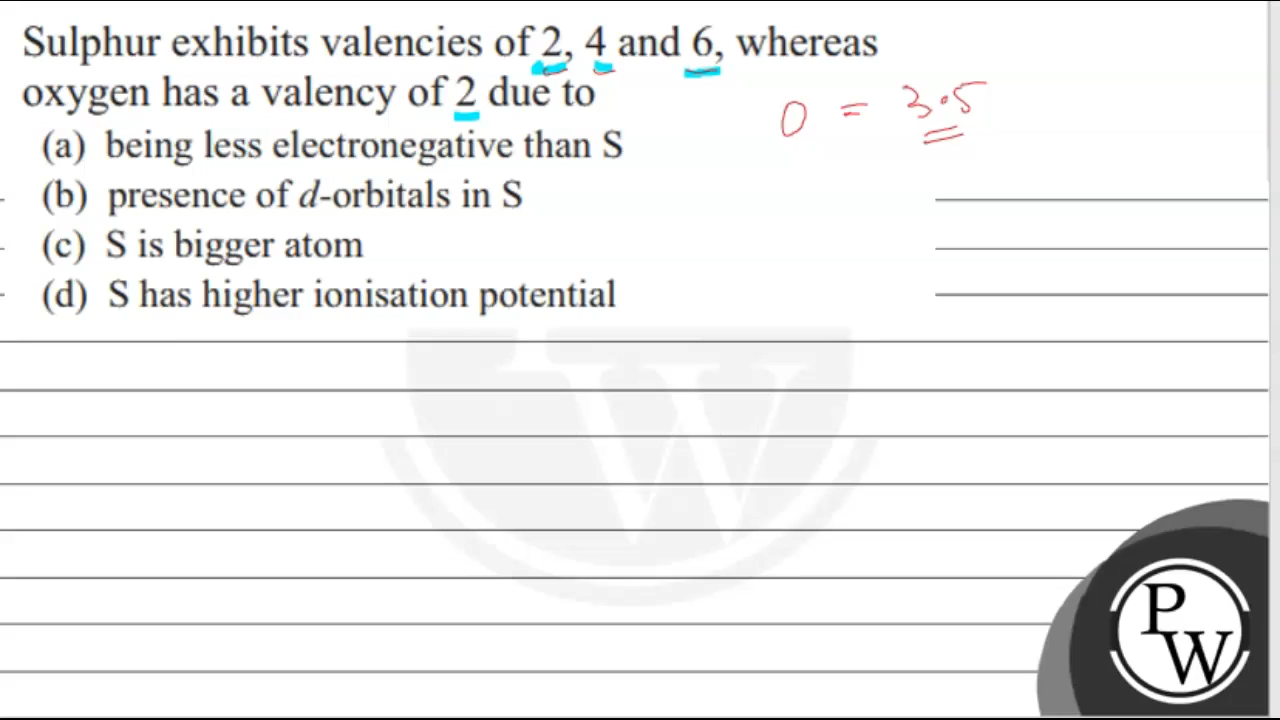 Sulphur exhibits valencies of 2, 4 and 6, whereas
oxygen has a valency of 2 due to
O = 3.5
(a) being less electronegative than S
(b) presence of d-orbitals in S
(c) S is bigger atom
(d) S has higher ionisation potential
W
P
W